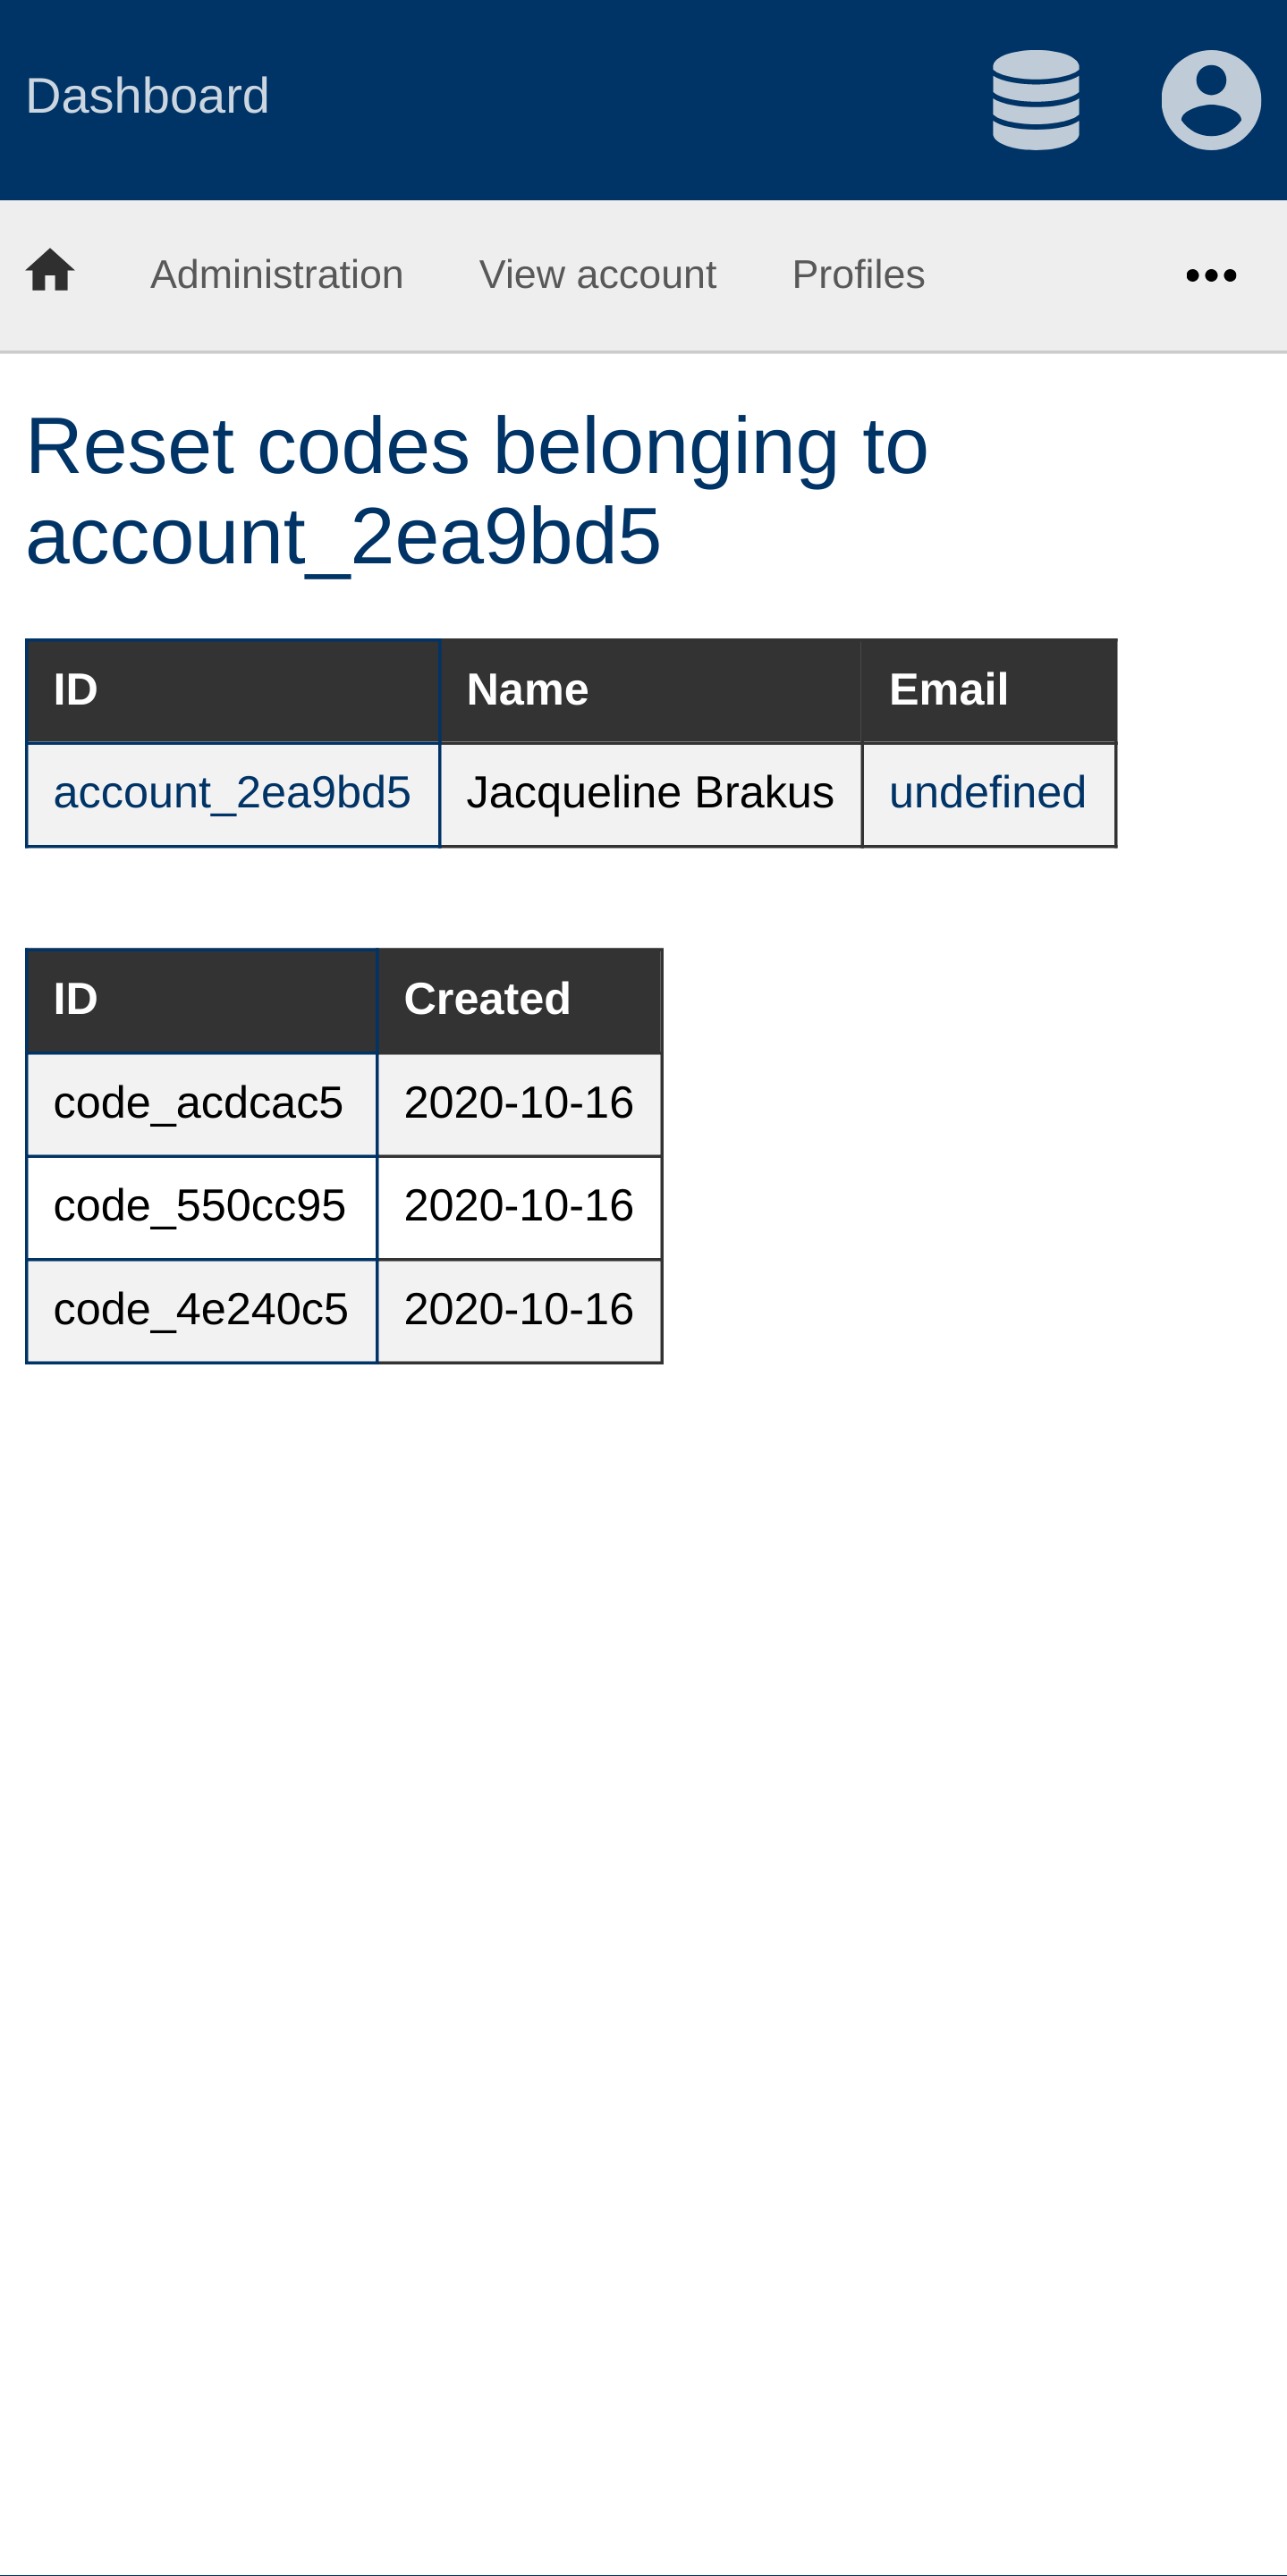 Dashboard
Administration View account Profiles
Reset codes belonging to
account_2ea9bd5
ID Name Email
account_2ea9bd5 Jacqueline Brakus undefined
ID Created
code_acdcac5 2020-10-16
code_550cc95 2020-10-16
code_4e240c5 2020-10-16